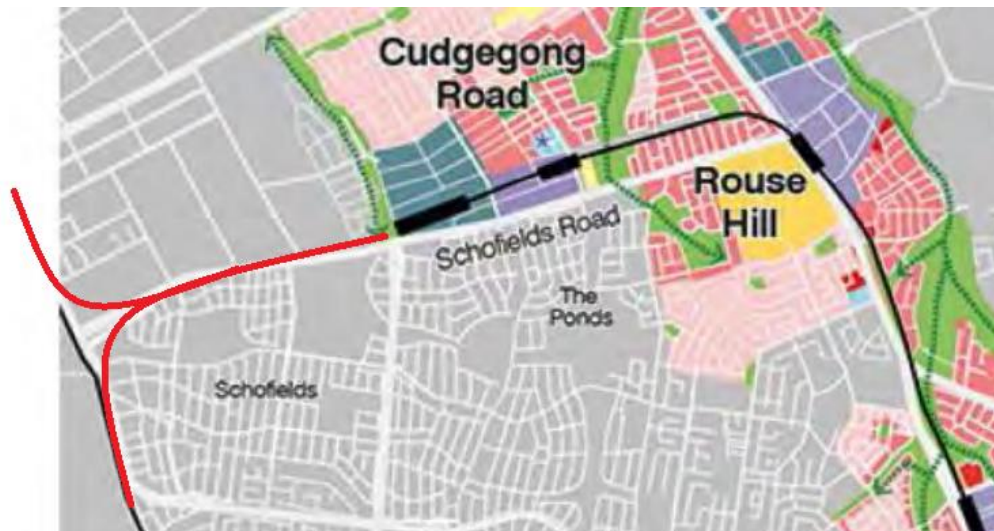 Cudgegong
Road
Rouse
Hill
Schofields Road
The
Ponds
Schofields